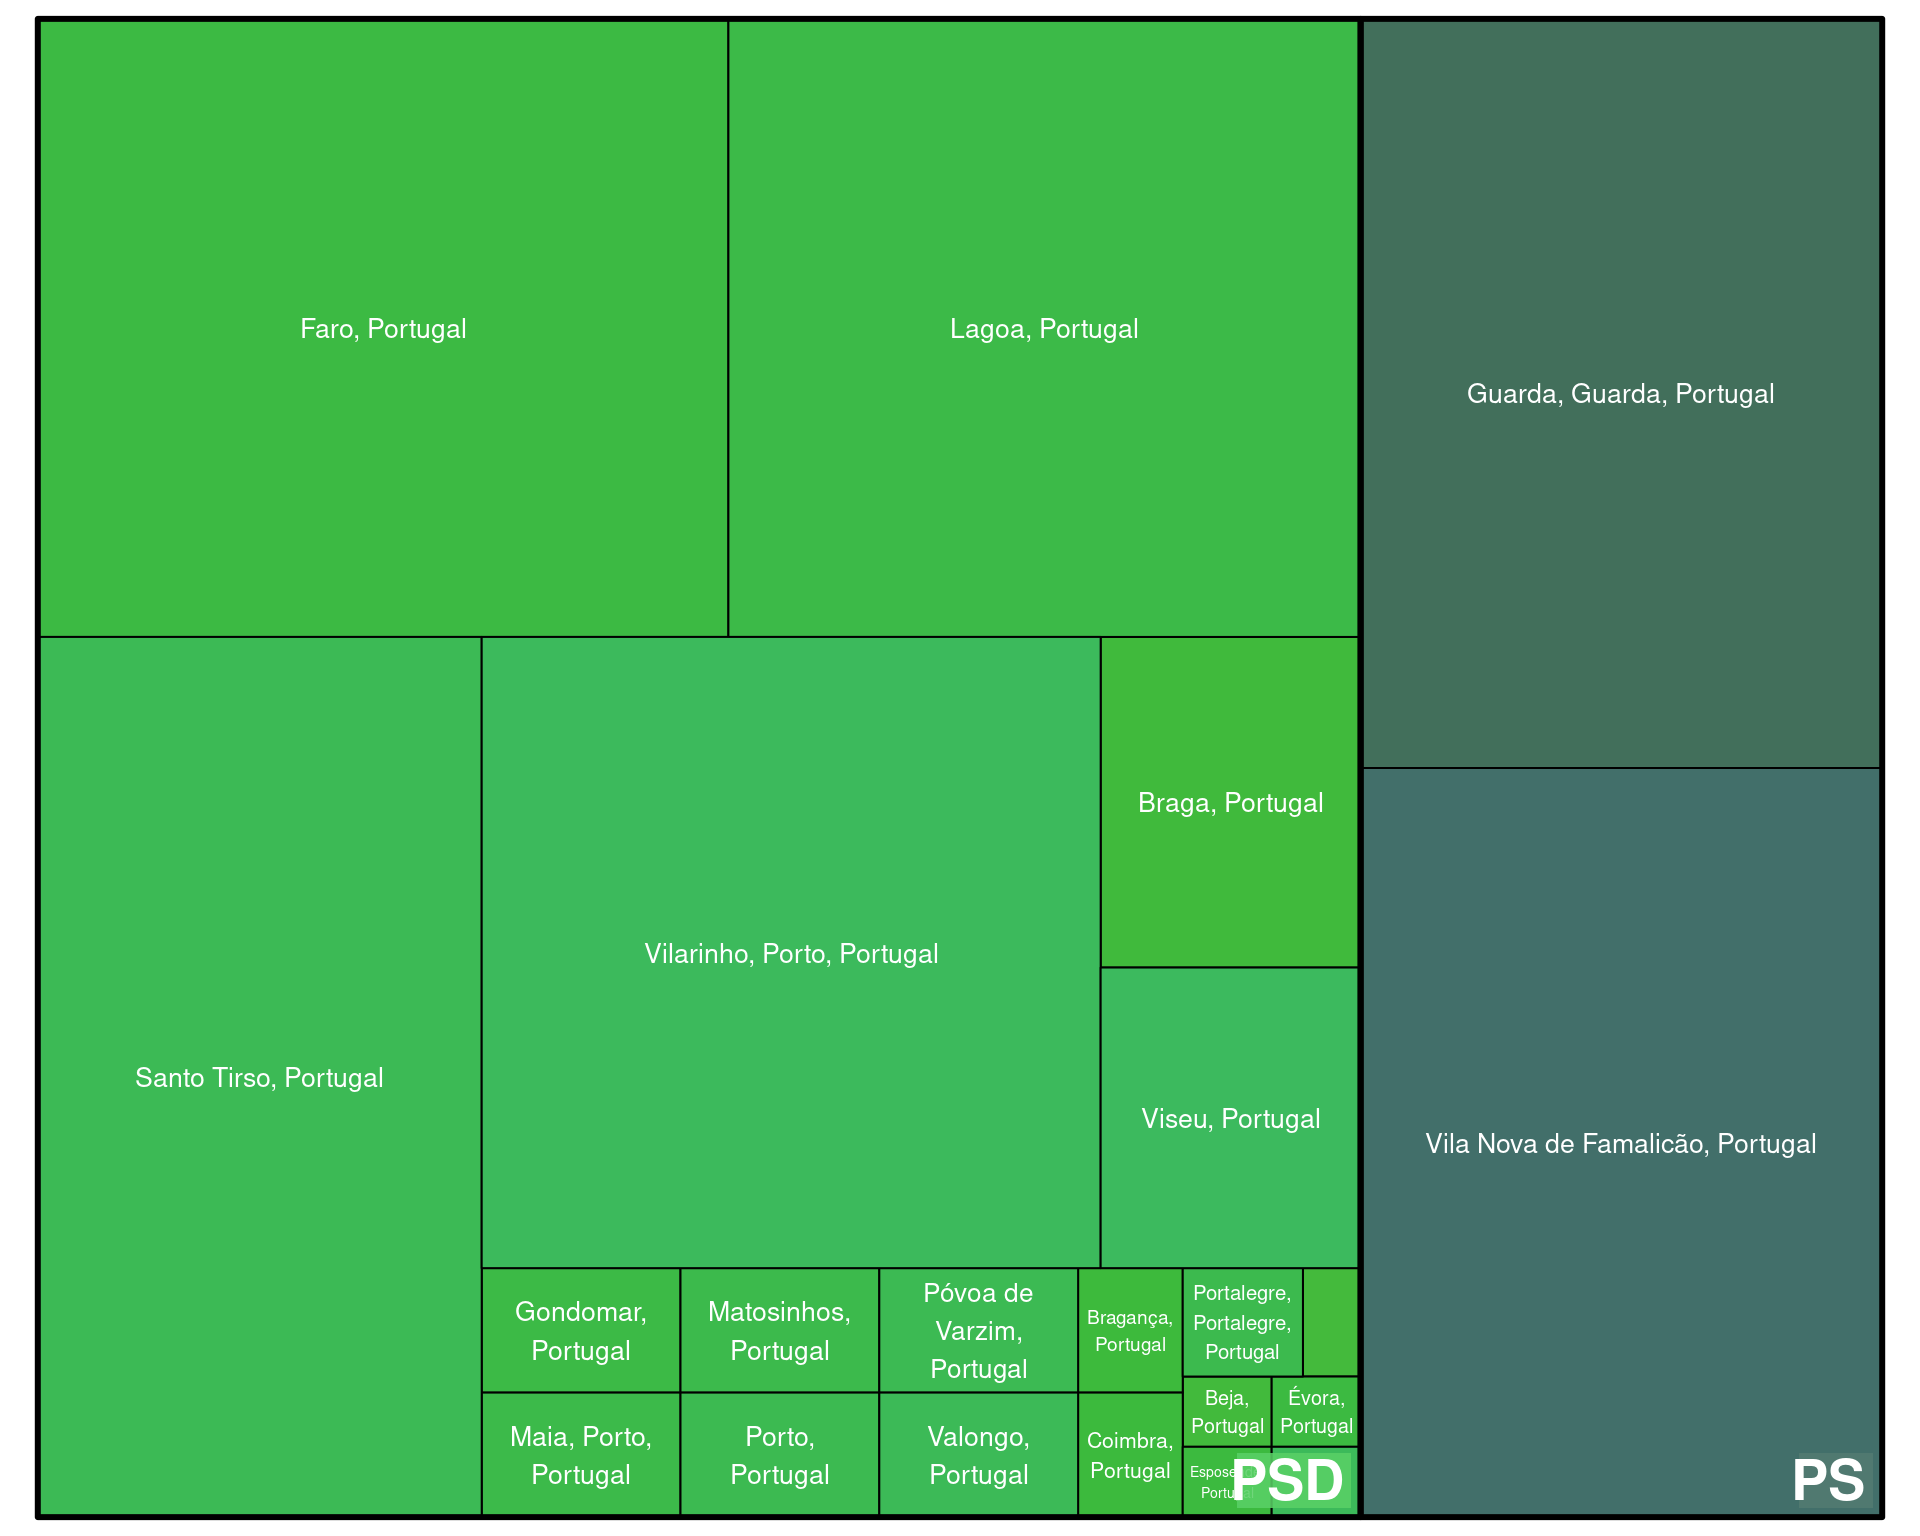 Faro, Portugal
Lagoa, Portugal
Guarda, Guarda, Portugal
Braga, Portugal
Vilarinho, Porto, Portugal
Santo Tirso, Portugal
Viseu, Portugal
Vila Nova de Famalicão, Portugal
Gondomar,
Portugal
Matosinhos,
Portugal
Póvoa de
Varzim,
Portugal
Bragança,
Portugal
Portalegre,
Portalegre,
Portugal
Beja,
Portugal
Évora,
Portugal
Maia, Porto,
Portugal
Porto,
Portugal
Valongo,
Portugal
Coimbra,
Portugal
Portugal
PSD
PS